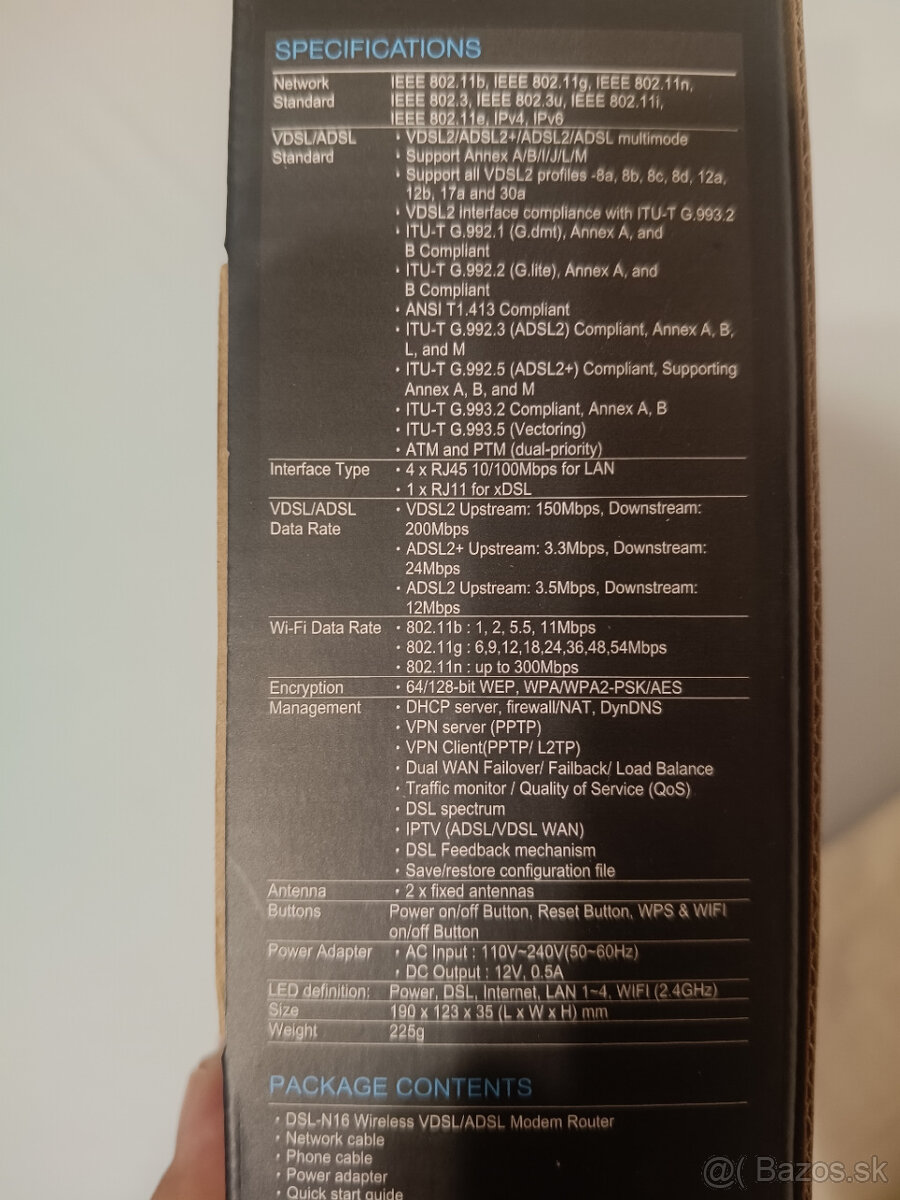 SPECIFICATIONS
Network Standard IEEE 802.11b, IEEE 802.11g, IEEE 802.11n,
IEEE 802.3, IEEE 802.3u, IEEE 802.11i,
IEEE 802.11e, IPv4, IPv6
VDSL/ADSL Standard • VDSL2/ADSL2+/ADSL2/ADSL multimode
• Support Annex A/B/I/J/L/M
• Support all VDSL2 profiles -8a, 8b, 8c, 8d, 12a,
12b, 17a and 30a
• VDSL2 interface compliance with ITU-T G.993.2
• ITU-T G.992.1 (G.dmt), Annex A, and
B Compliant
• ITU-T G.992.2 (G.lite), Annex A, and
B Compliant
• ANSI T1.413 Compliant
• ITU-T G.992.3 (ADSL2) Compliant, Annex A, B,
L, and M
• ITU-T G.992.5 (ADSL2+) Compliant, Supporting
Annex A, B, and M
• ITU-T G.993.2 Compliant, Annex A, B
• ITU-T G.993.5 (Vectoring)
• ATM and PTM (dual-priority)
Interface Type • 4 x RJ45 10/100Mbps for LAN
• 1 x RJ11 for xDSL
VDSL/ADSL Data Rate • VDSL2 Upstream: 150Mbps, Downstream:
200Mbps
• ADSL2+ Upstream: 3.3Mbps, Downstream:
24Mbps
• ADSL2 Upstream: 3.5Mbps, Downstream:
12Mbps
Wi-Fi Data Rate • 802.11b : 1, 2, 5.5, 11Mbps
• 802.11g : 6,9,12,18,24,36,48,54Mbps
• 802.11n : up to 300Mbps
Encryption • 64/128-bit WEP, WPA/WPA2-PSK/AES
Management • DHCP server, firewall/NAT, DynDNS
• VPN server (PPTP)
• VPN Client(PPTP/ L2TP)
• Dual WAN Failover/ Failback/ Load Balance
• Traffic monitor / Quality of Service (QoS)
• DSL spectrum
• IPTV (ADSL/VDSL WAN)
• DSL Feedback mechanism
• Save/restore configuration file
Antenna • 2 x fixed antennas
Buttons Power on/off Button, Reset Button, WPS & WIFI
on/off Button
Power Adapter • AC Input : 110V~240V(50~60Hz)
• DC Output : 12V, 0.5A
LED definition: Power, DSL, Internet, LAN 1~4, WIFI (2.4GHz)
Size 190 x 123 x 35 (L x W x H) mm
Weight 225g
PACKAGE CONTENTS
• DSL-N16 Wireless VDSL/ADSL Modem Router
• Network cable
• Phone cable
• Power adapter
• Quick start guide
@( Bazos.sk